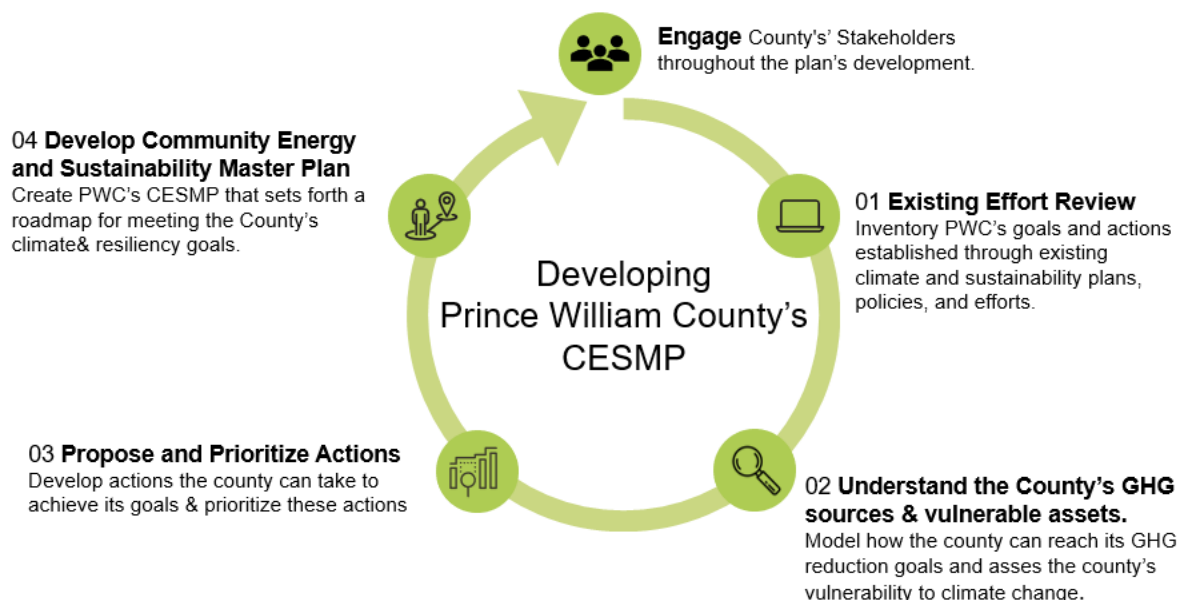 Engage County's' Stakeholders
throughout the plan's development.
01 Existing Effort Review
Inventory PWC's goals and actions
established through existing
climate and sustainability plans,
policies, and efforts.
02 Understand the County's GHG
sources & vulnerable assets.
Model how the county can reach its GHG
reduction goals and asses the county's
vulnerability to climate change.
03 Propose and Prioritize Actions
Develop actions the county can take to
achieve its goals & prioritize these actions
04 Develop Community Energy
and Sustainability Master Plan
Create PWC's CESMP that sets forth a
roadmap for meeting the County's
climate& resiliency goals.
Developing
Prince William County's
CESMP